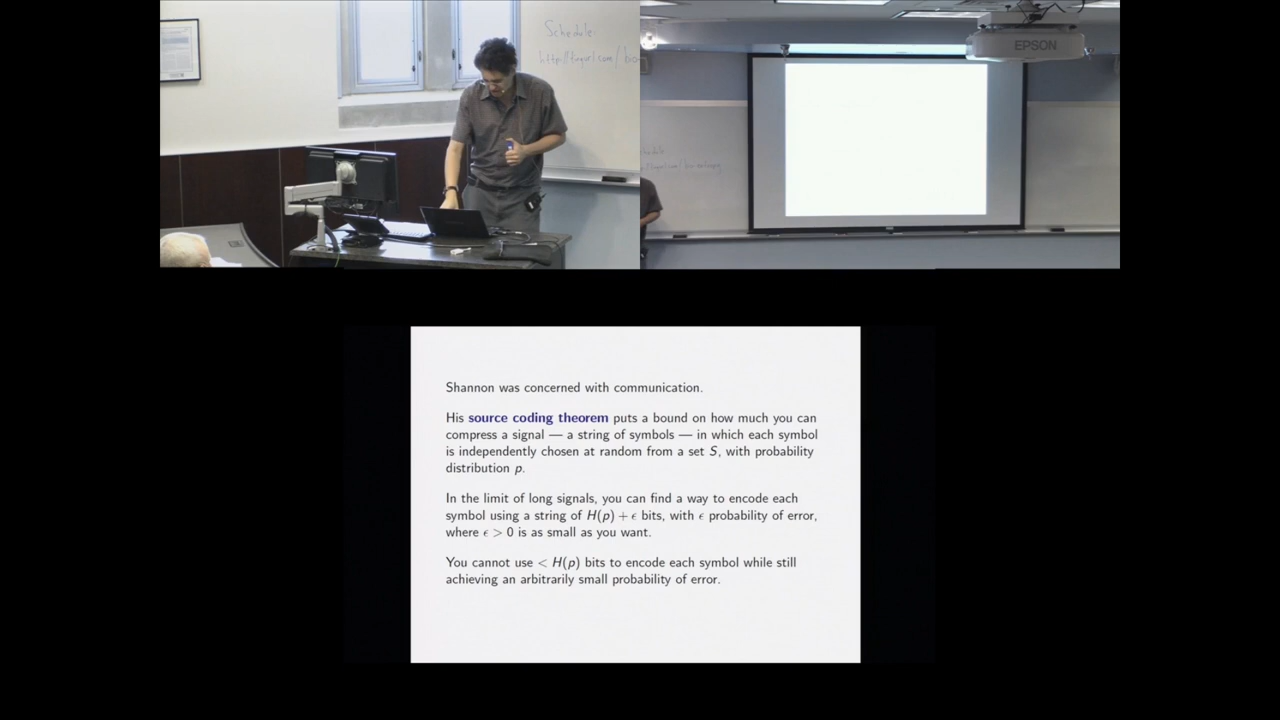 Schedule:
http://tinyurl.com/
EPSON
Shannon was concerned with communication.
His source coding theorem puts a bound on how much you can
compress a signal — a string of symbols — in which each symbol
is independently chosen at random from a set S, with probability
distribution p.
In the limit of long signals, you can find a way to encode each
symbol using a string of H(p) + ϵ bits, with ϵ probability of error,
where ϵ > 0 is as small as you want.
You cannot use < H(p) bits to encode each symbol while still
achieving an arbitrarily small probability of error.